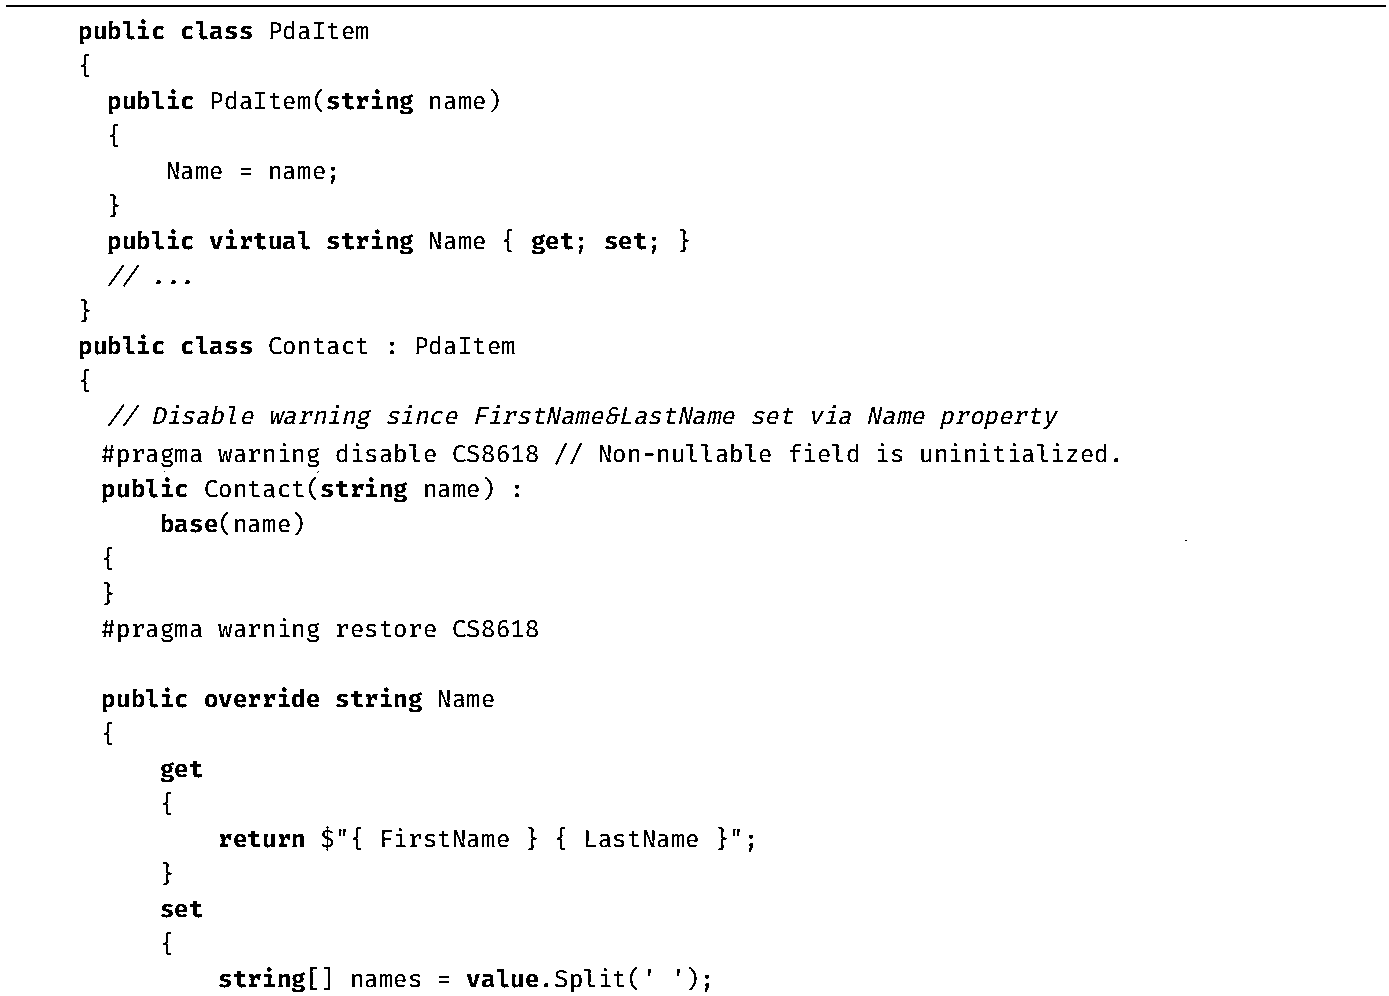 public class PdaItem
{
public PdaItem(string name)
{
Name = name;
}
public virtual string Name { get; set; }
// ...
}
public class Contact : PdaItem
{
// Disable warning since FirstName&LastName set via Name property
#pragma warning disable CS8618 // Non-nullable field is uninitialized.
public Contact(string name) :
base(name)
{
}
#pragma warning restore CS8618
public override string Name
{
get
{
return $"{ FirstName } { LastName }";
}
set
{
string[] names = value.Split(' ');